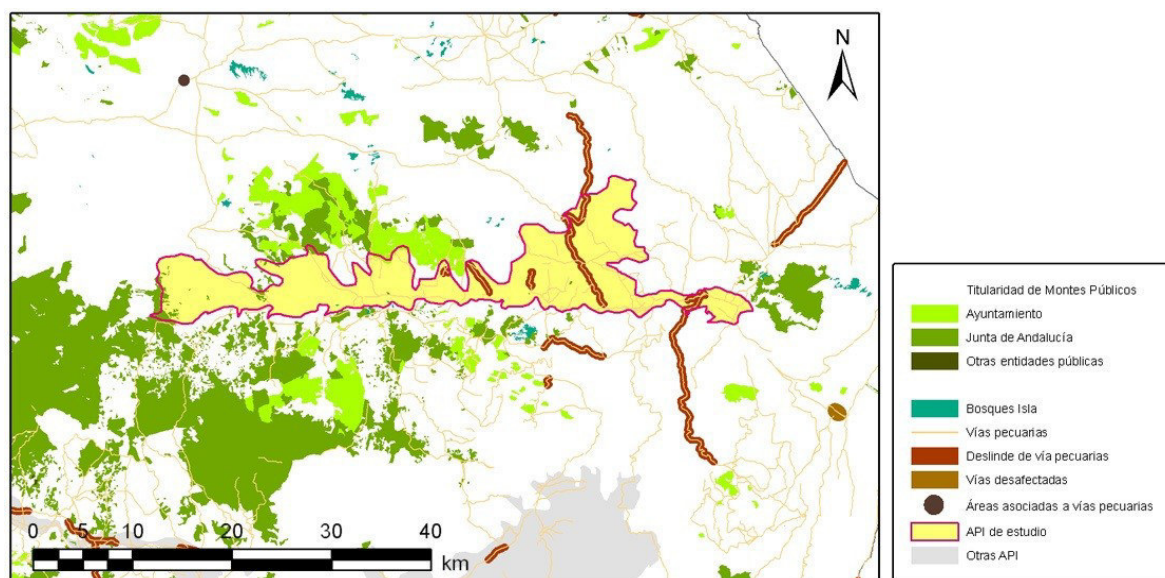 N
0 5 10 20 30 40
km
Titularidad de Montes Públicos
Ayuntamiento
Junta de Andalucía
Otras entidades públicas
Bosques Isla
Vías pecuarias
Deslinde de vía pecuarias
Vías desafectadas
Áreas asociadas a vías pecuarias
API de estudio
Otras API